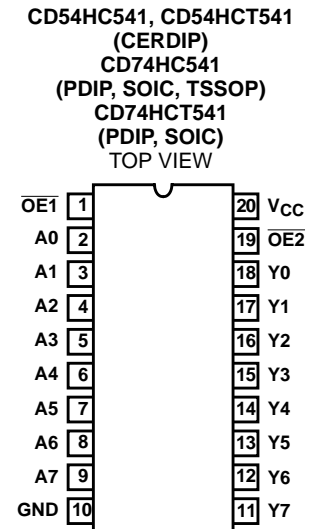 CD54HC541, CD54HCT541
(CERDIP)
CD74HC541
(PDIP, SOIC, TSSOP)
CD74HCT541
(PDIP, SOIC)
TOP VIEW
OE1 1 20 VCC
A0 2 19 OE2
A1 3 18 Y0
A2 4 17 Y1
A3 5 16 Y2
A4 6 15 Y3
A5 7 14 Y4
A6 8 13 Y5
A7 9 12 Y6
GND 10 11 Y7